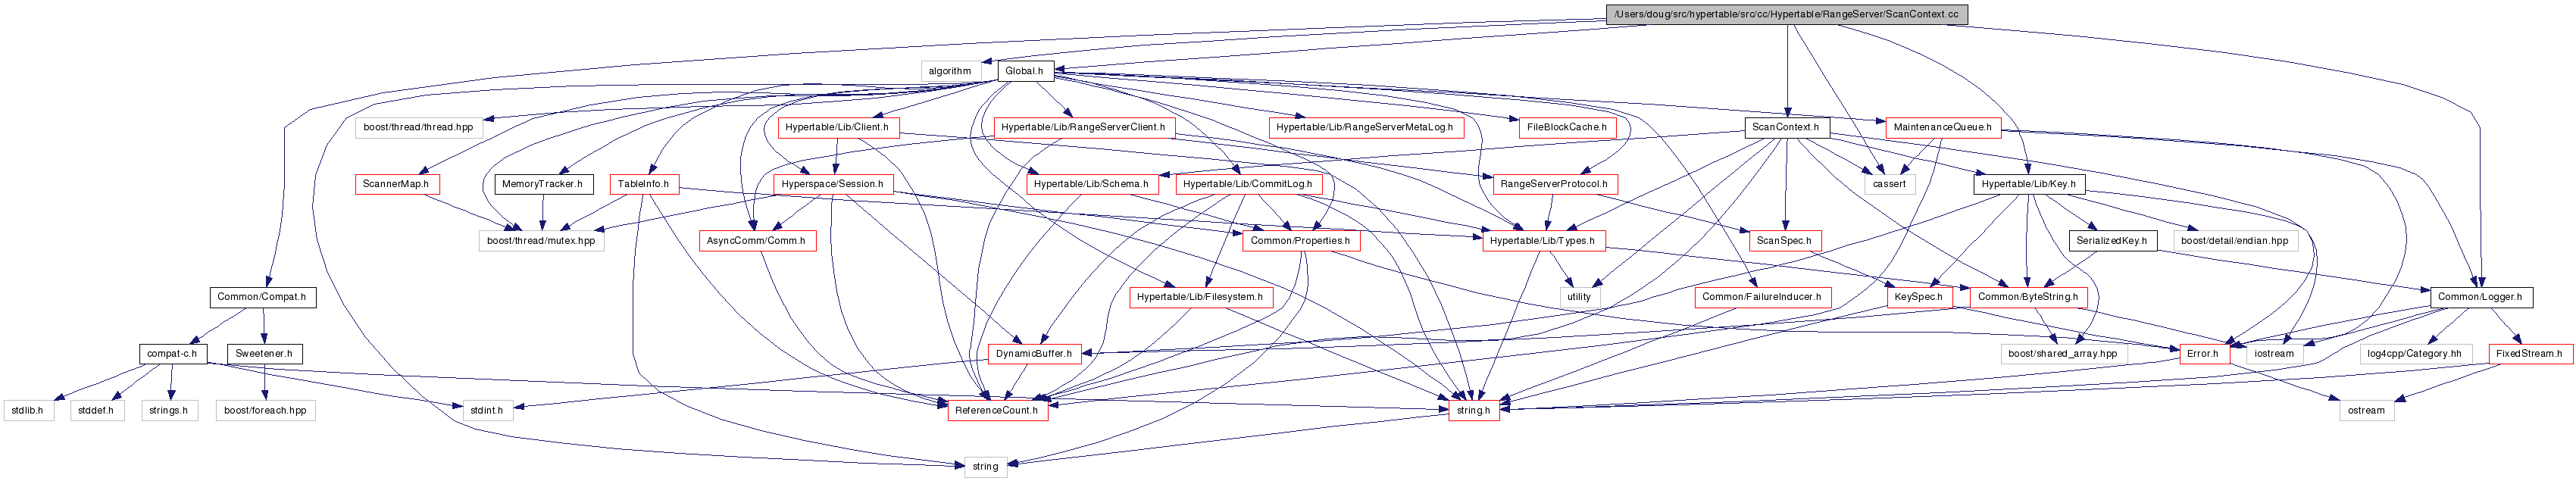 /Users/doug/src/hypertable/src/cc/Hypertable/RangeServer/ScanContext.cc
algorithm
Global.h
boost/thread/thread.hpp
Hypertable/Lib/Client.h
Hypertable/Lib/RangeServerClient.h
Hypertable/Lib/RangeServerMetaLog.h
FileBlockCache.h
ScanContext.h
MaintenanceQueue.h
ScannerMap.h
MemoryTracker.h
TableInfo.h
Hyperspace/Session.h
Hypertable/Lib/Schema.h
Hypertable/Lib/CommitLog.h
RangeServerProtocol.h
cassert
Hypertable/Lib/Key.h
boost/thread/mutex.hpp
AsyncComm/Comm.h
Common/Properties.h
Hypertable/Lib/Types.h
ScanSpec.h
SerializedKey.h
boost/detail/endian.hpp
Common/Compat.h
Hypertable/Lib/Filesystem.h
utility
Common/FailureInducer.h
KeySpec.h
Common/ByteString.h
Common/Logger.h
compat-c.h
Sweetener.h
DynamicBuffer.h
boost/shared_array.hpp
Error.h
iostream
log4cpp/Category.hh
FixedStream.h
stdlib.h
stddef.h
strings.h
boost/foreach.hpp
stdint.h
ReferenceCount.h
string.h
ostream
string